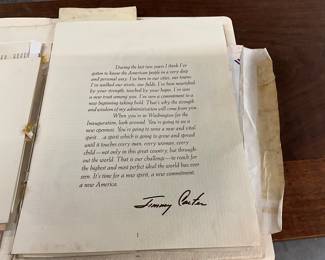 During the last two years I think I've
gotten to know the American people in a very deep
and personal way. I've been in our cities, our towns.
I've walked our streets, our fields. I've been touched
by your strength, touched by your hopes. I've seen
a new trust among you. I've seen a commitment to a
new beginning taking hold. That's why the strength
and wisdom of my administration will come from you.
When you're in Washington for the
Inauguration, look around. You're going to see a
new openness. You're going to see a new and vital
spirit... a spirit which is going to grow and spread
until it touches every man, every woman, every
child - not only in this great country, but through-
out the world. That is our challenge - to reach for
the highest and most perfect ideal the world has ever
seen. It's time for a new spirit, a new commitment,
a new America.
Jimmy Carter
1